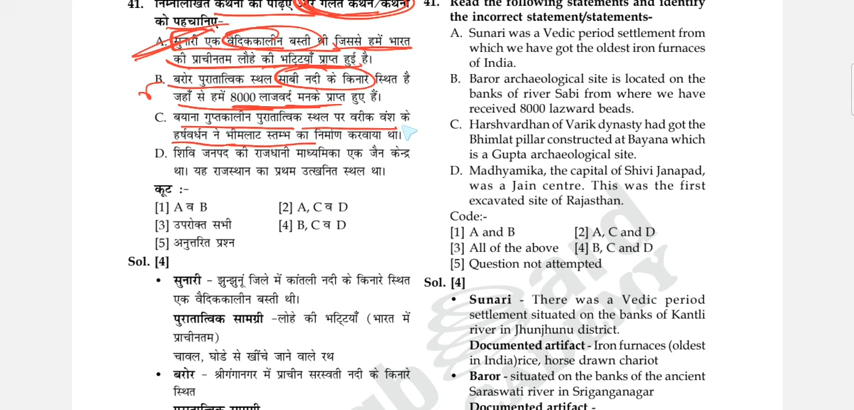 41. निम्नलिखित कथनों को पढ़िए और गलत कथन/कथनों
को पहचानिए-
A. सुनारी एक वैदिककालीन बस्ती थी जिससे हमें भारत
की प्राचीनतम लौहे की भट्टियाँ प्राप्त हुई है।
B. बरोर पुरातात्विक स्थल साबी नदी के किनारे स्थित है
जहाँ से हमें 8000 लाजवर्द मनके प्राप्त हुए हैं।
C. बयाना गुप्तकालीन पुरातात्विक स्थल पर वरीक वंश के
हर्षवर्धन ने भीमलाट स्तम्भ का निर्माण करवाया था।
D. शिवि जनपद की राजधानी माध्यमिका एक जैन केन्द्र
था। यह राजस्थान का प्रथम उत्खनित स्थल था।
कूट :-
[1] A व B [2] A, C व D
[3] उपरोक्त सभी [4] B, C व D
[5] अनुत्तरित प्रश्न
Sol. [4]
• सुनारी - झुन्झुनूं जिले में कांतली नदी के किनारे स्थित
एक वैदिककालीन बस्ती थी।
पुरातात्विक सामग्री -लोहे की भट्टियाँ (भारत में
प्राचीनतम)
चावल, घोडे से खींचे जाने वाले रथ
• बरोर - श्रीगंगानगर में प्राचीन सरस्वती नदी के किनारे
स्थित
पुरातात्विक सामग्री
41. Read the following statements and identify
the incorrect statement/statements-
A. Sunari was a Vedic period settlement from
which we have got the oldest iron furnaces
of India.
B. Baror archaeological site is located on the
banks of river Sabi from where we have
received 8000 lazward beads.
C. Harshvardhan of Varik dynasty had got the
Bhimlat pillar constructed at Bayana which
is a Gupta archaeological site.
D. Madhyamika, the capital of Shivi Janapad,
was a Jain centre. This was the first
excavated site of Rajasthan.
Code:-
[1] A and B [2] A, C and D
[3] All of the above [4] B, C and D
[5] Question not attempted
Sol. [4]
• Sunari - There was a Vedic period
settlement situated on the banks of Kantli
river in Jhunjhunu district.
Documented artifact - Iron furnaces (oldest
in India)rice, horse drawn chariot
• Baror - situated on the banks of the ancient
Saraswati river in Sriganganagar
Documented artifact -